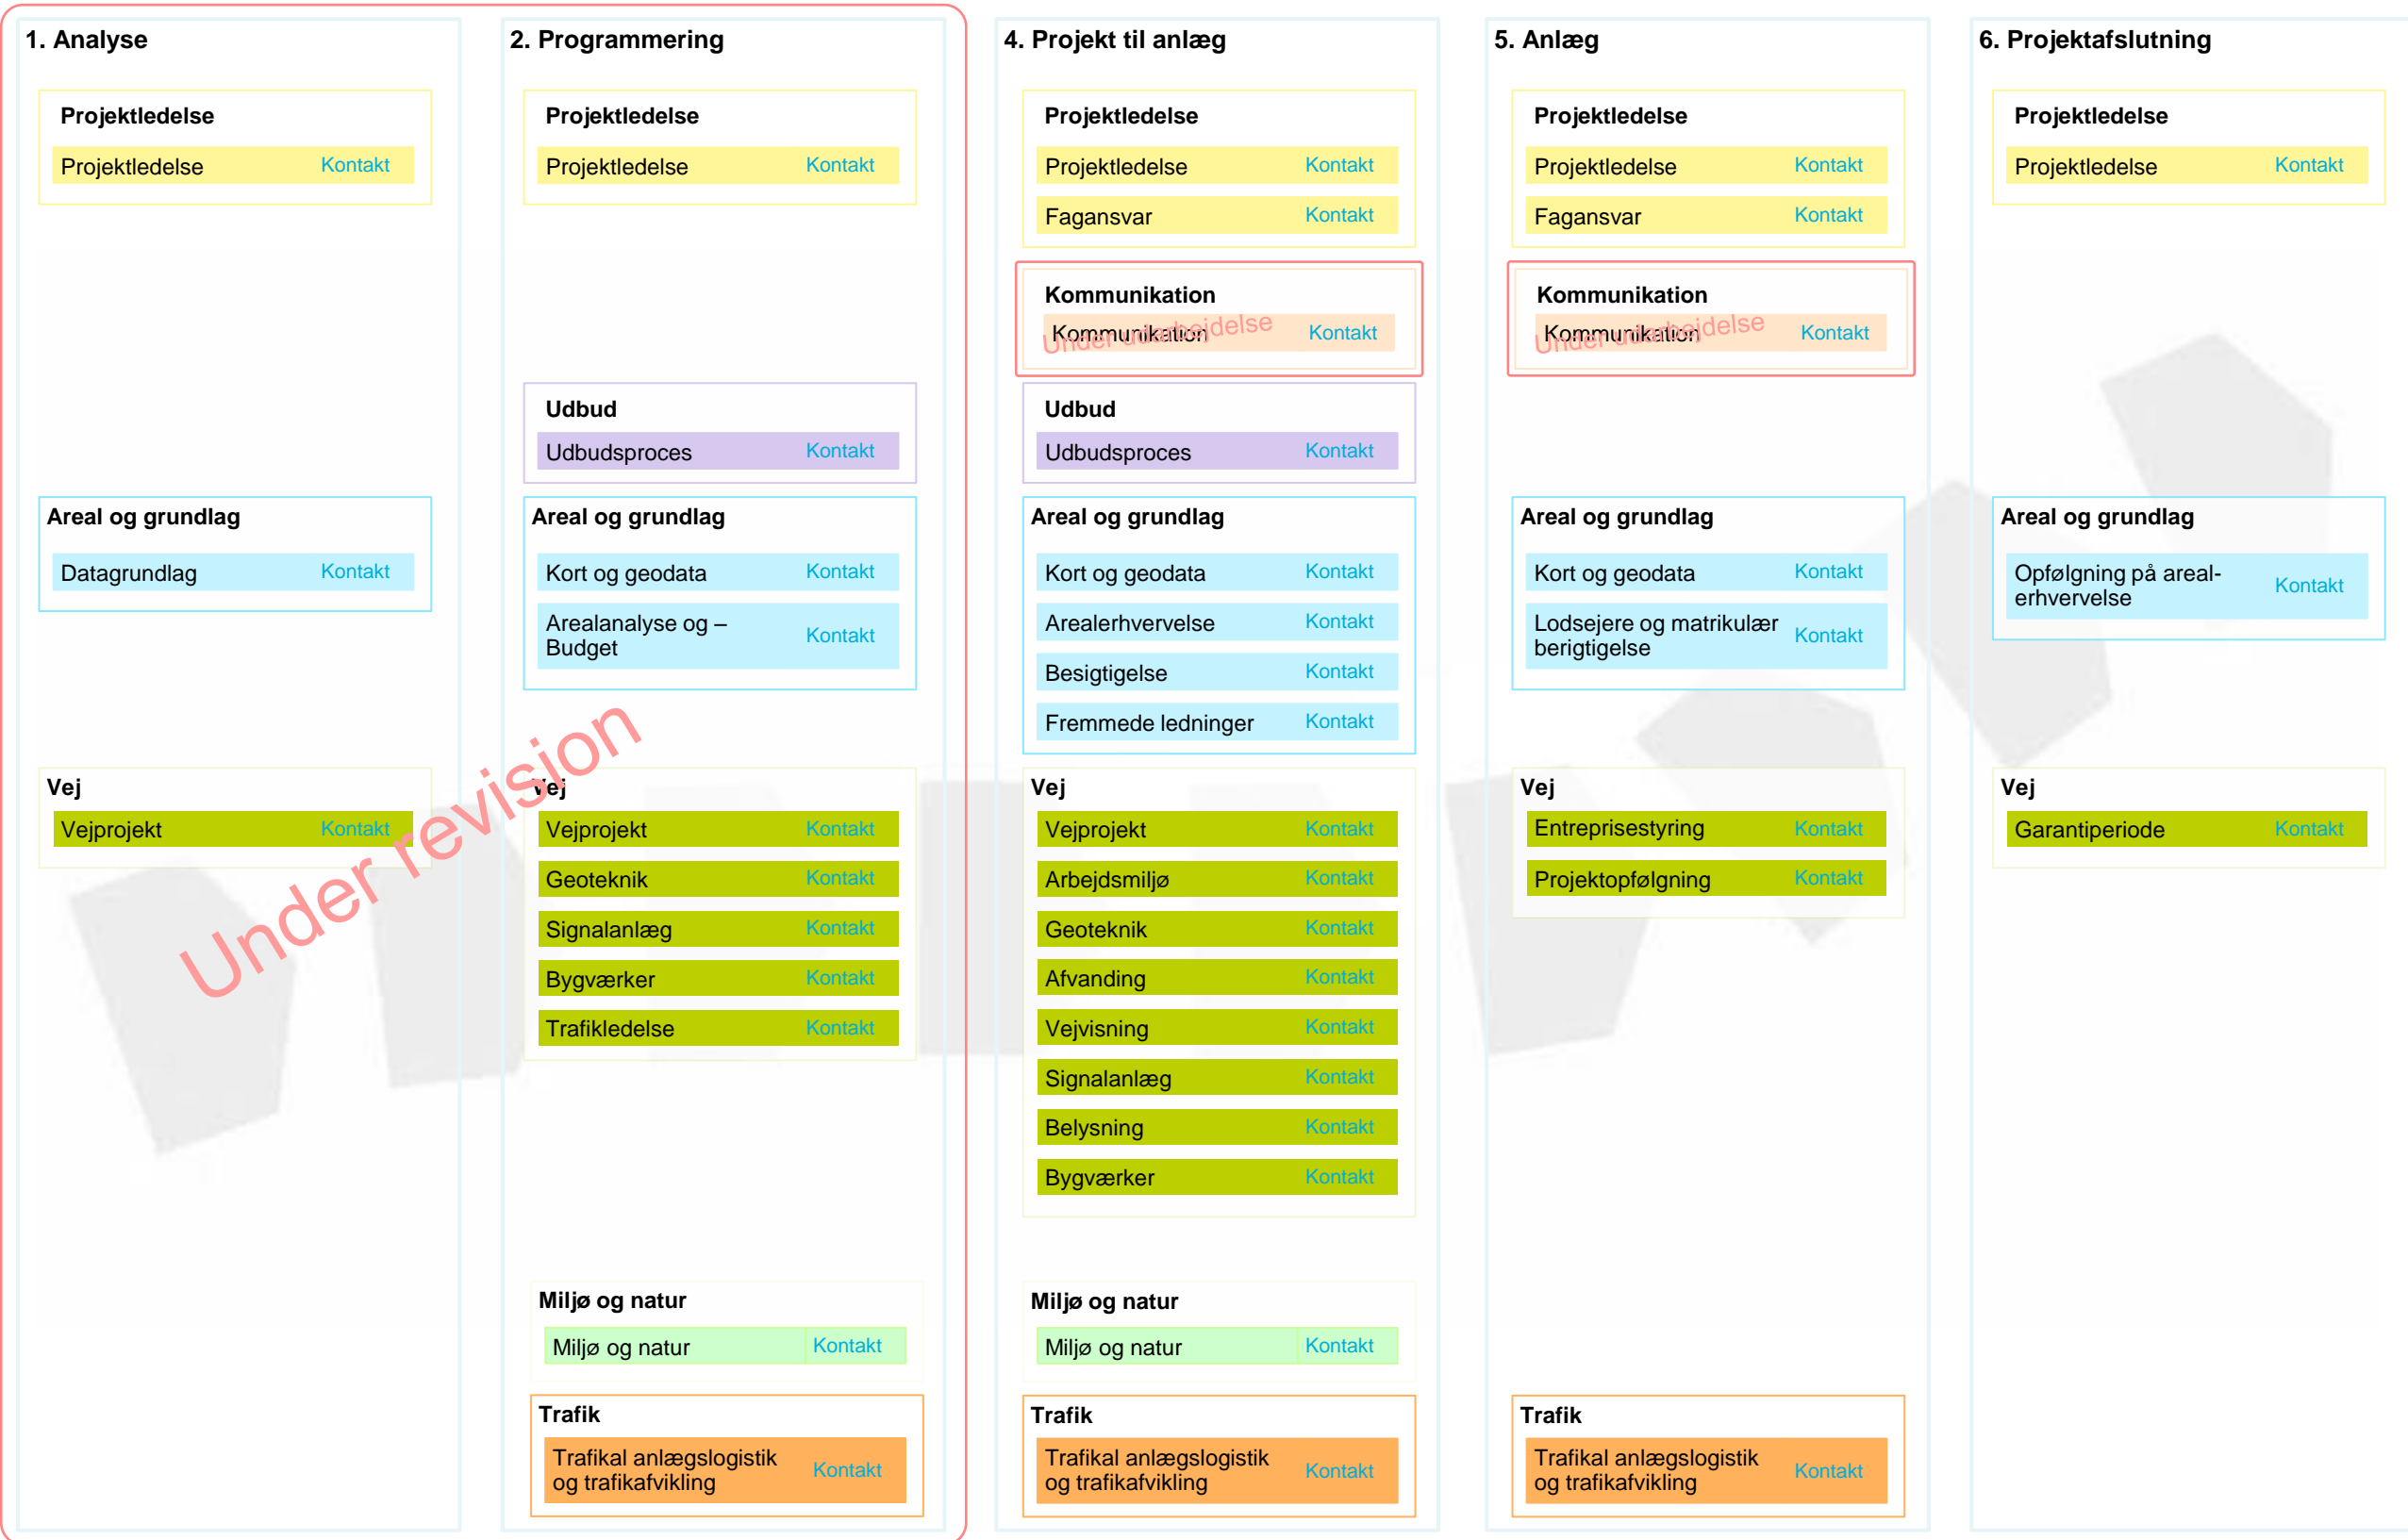 1. Analyse
Projektledelse
Projektledelse Kontakt
Areal og grundlag
Datagrundlag Kontakt
Vej
Vejprojekt Kontakt
2. Programmering
Projektledelse
Projektledelse Kontakt
Udbud
Udbudsproces Kontakt
Areal og grundlag
Kort og geodata Kontakt
Arealanalyse og –
Budget Kontakt
Vej
Vejprojekt Kontakt
Geoteknik Kontakt
Signalanlæg Kontakt
Bygværker Kontakt
Trafikledelse Kontakt
Miljø og natur
Miljø og natur Kontakt
Trafik
Trafikal anlægslogistik
og trafikafvikling Kontakt
Under revision
4. Projekt til anlæg
Projektledelse
Projektledelse Kontakt
Fagansvar Kontakt
Kommunikation
Kommunikation Kontakt
Under udarbejdelse
Udbud
Udbudsproces Kontakt
Areal og grundlag
Kort og geodata Kontakt
Arealerhvervelse Kontakt
Besigtigelse Kontakt
Fremmede ledninger Kontakt
Vej
Vejprojekt Kontakt
Arbejdsmiljø Kontakt
Geoteknik Kontakt
Afvanding Kontakt
Vejvisning Kontakt
Signalanlæg Kontakt
Belysning Kontakt
Bygværker Kontakt
Miljø og natur
Miljø og natur Kontakt
Trafik
Trafikal anlægslogistik
og trafikafvikling Kontakt
5. Anlæg
Projektledelse
Projektledelse Kontakt
Fagansvar Kontakt
Kommunikation
Kommunikation Kontakt
Under udarbejdelse
Areal og grundlag
Kort og geodata Kontakt
Lodsejere og matrikulær
berigtigelse Kontakt
Vej
Entreprisestyring Kontakt
Projektopfølgning Kontakt
Trafik
Trafikal anlægslogistik
og trafikafvikling Kontakt
6. Projektafslutning
Projektledelse
Projektledelse Kontakt
Areal og grundlag
Opfølgning på areal-
erhvervelse Kontakt
Vej
Garantiperiode Kontakt